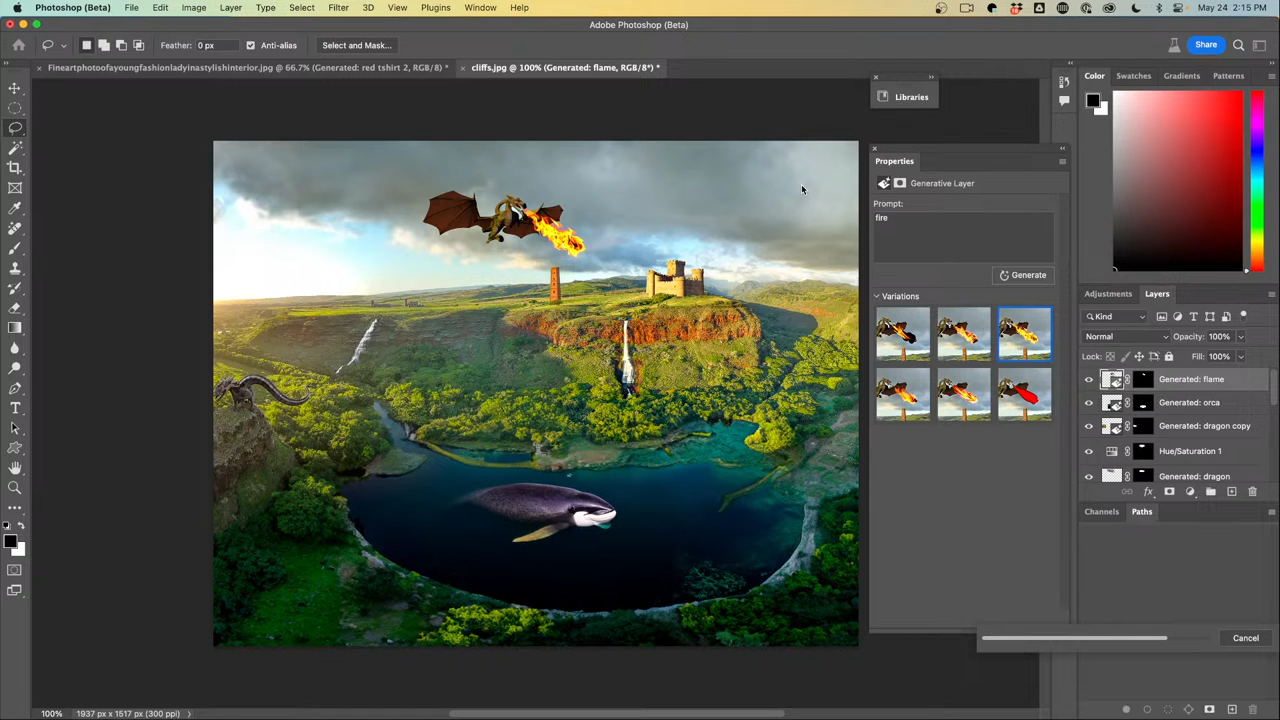 Photoshop (Beta) File Edit Image Layer Type Select Filter 3D View Plugins Window Help May 24 2:15 PM
Adobe Photoshop (Beta)
Feather: 0 px Anti-alias Select and Mask... Share
Fineartphotoofayoungfashionladyinastylishinterior.jpg @ 66.7% (Generated: red tshirt 2, RGB/8) * cliffs.jpg @ 100% (Generated: flame, RGB/8*) *
Color Swatches Gradients Patterns
Libraries
Properties
Generative Layer
Prompt:
fire
Generate
Variations
Adjustments Layers
Kind
Normal Opacity: 100%
Lock: Fill: 100%
Generated: flame
Generated: orca
Generated: dragon copy
Hue/Saturation 1
Generated: dragon
fx
Channels Paths
Cancel
100% 1937 px x 1517 px (300 ppi)